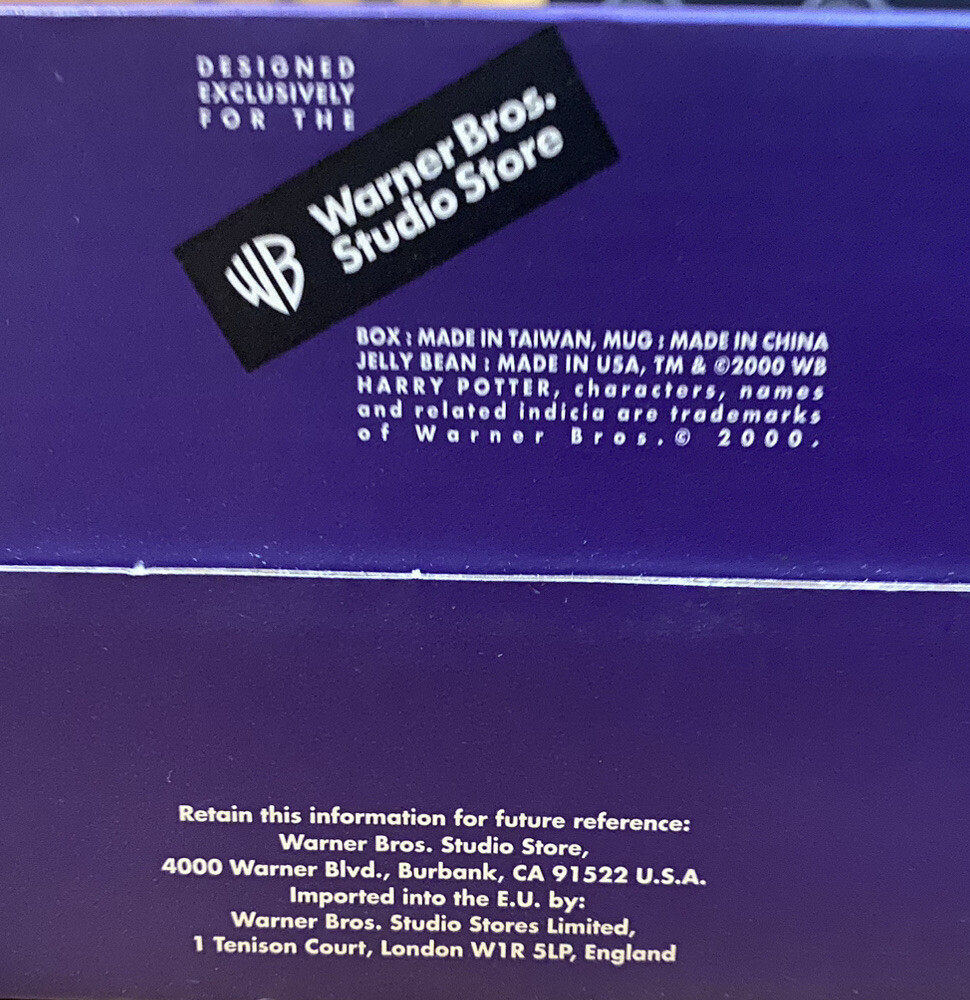 DESIGNED
EXCLUSIVELY
FOR THE
WB
Warner Bros.
Studio Store
BOX : MADE IN TAIWAN, MUG : MADE IN CHINA
JELLY BEAN : MADE IN USA, TM & ©2000 WB
HARRY POTTER, characters, names
and related indicia are trademarks
of Warner Bros.© 2000.
Retain this information for future reference:
Warner Bros. Studio Store,
4000 Warner Blvd., Burbank, CA 91522 U.S.A.
Imported into the E.U. by:
Warner Bros. Studio Stores Limited,
1 Tenison Court, London W1R 5LP, England